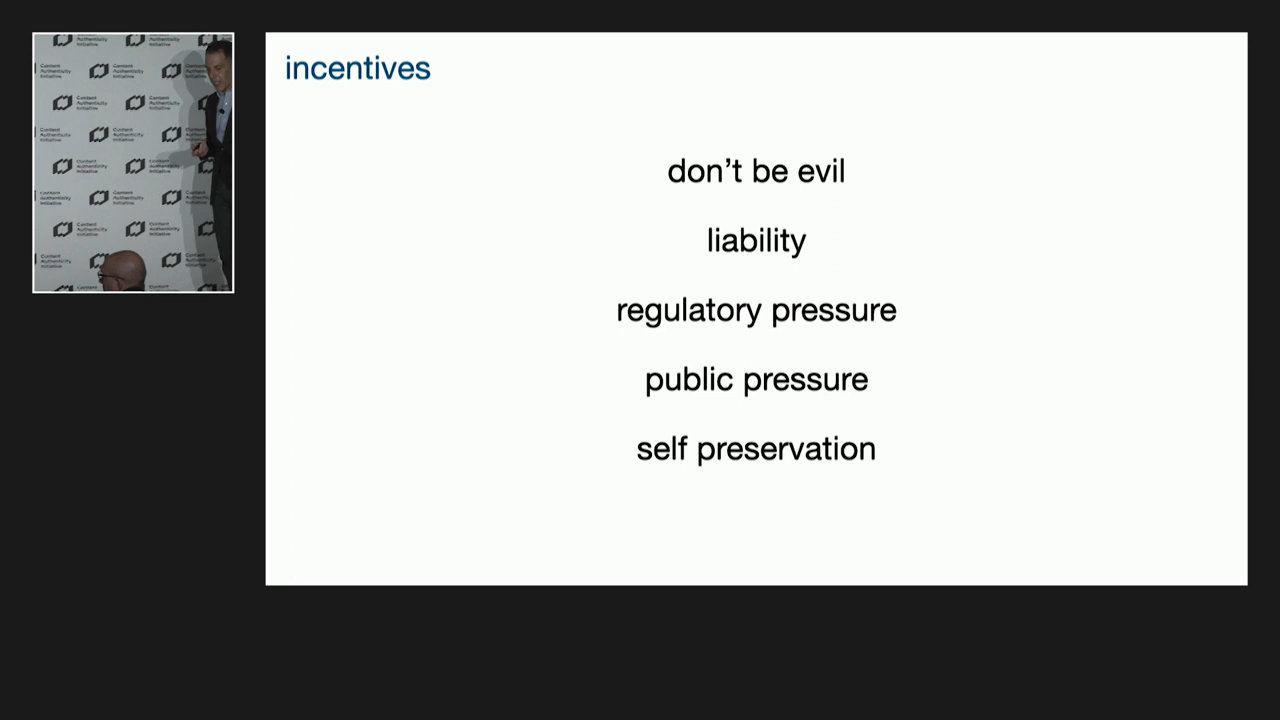 incentives
don't be evil
liability
regulatory pressure
public pressure
self preservation
Content
Authenticity
Initiative